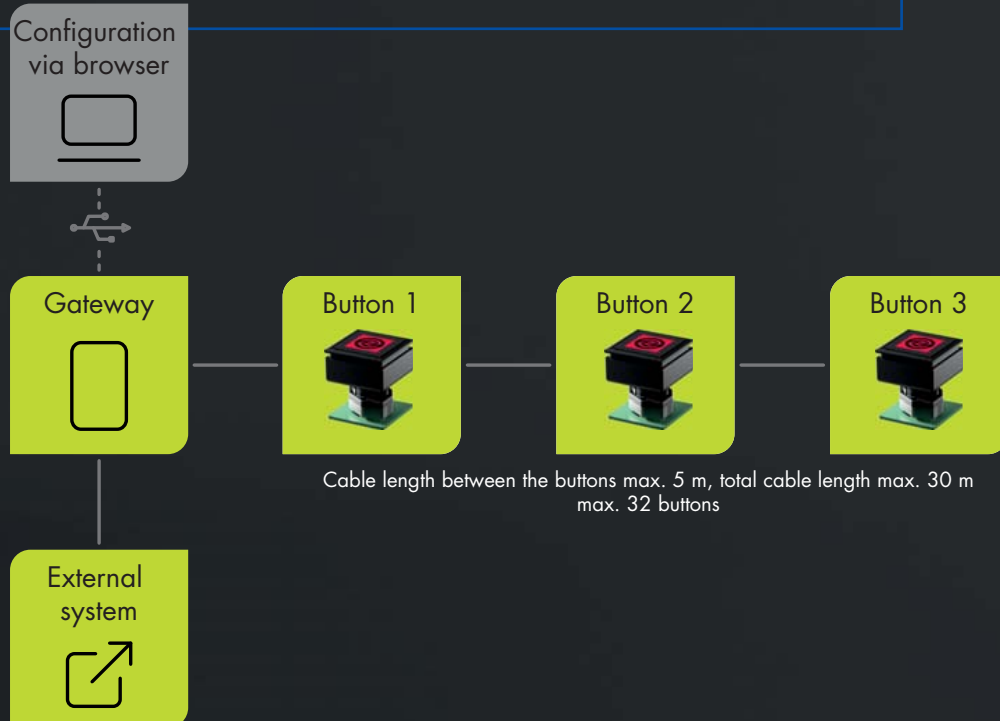 Configuration
via browser
Gateway
Button 1
Button 2
Button 3
Cable length between the buttons max. 5 m, total cable length max. 30 m
max. 32 buttons
External
system